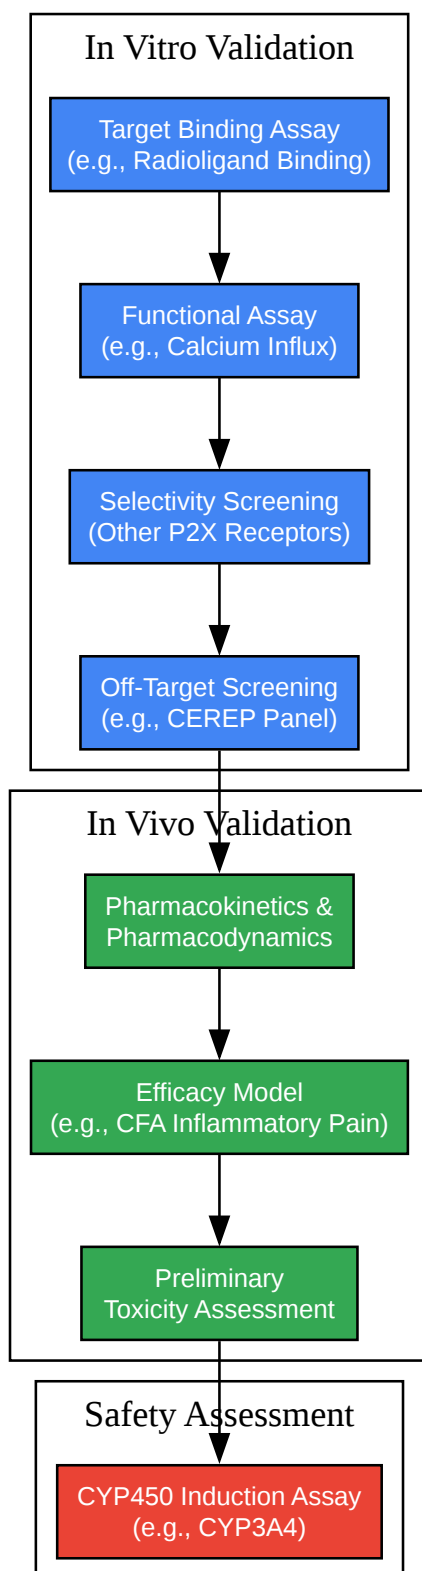 In Vitro Validation
Target Binding Assay
(e.g., Radioligand Binding)
Functional Assay
(e.g., Calcium Influx)
Selectivity Screening
(Other P2X Receptors)
Off-Target Screening
(e.g., CEREP Panel)
In Vivo Validation
Pharmacokinetics &
Pharmacodynamics
Efficacy Model
(e.g., CFA Inflammatory Pain)
Preliminary
Toxicity Assessment
Safety Assessment
CYP450 Induction Assay
(e.g., CYP3A4)